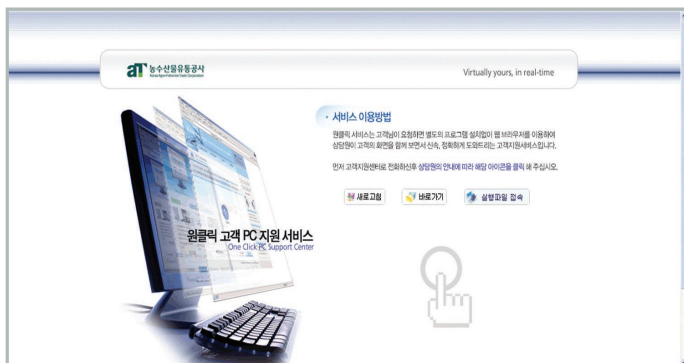 aT 농수산물유통공사
Korea Agro-Fisheries Trade Corporation
Virtually yours, in real-time
· 서비스 이용방법
원클릭 서비스는 고객님이 요청하면 별도의 프로그램 설치없이 웹 브라우저를 이용하여
상담원이 고객의 화면을 함께 보면서 신속, 정확하게 도와드리는 고객지원서비스입니다.
먼저 고객지원센터로 전화하신후 상담원의 안내에 따라 해당 아이콘을 클릭 해 주십시오.
새로고침 바로가기 실행파일 접속
원클릭 고객 PC 지원 서비스
One Click PC Support Center